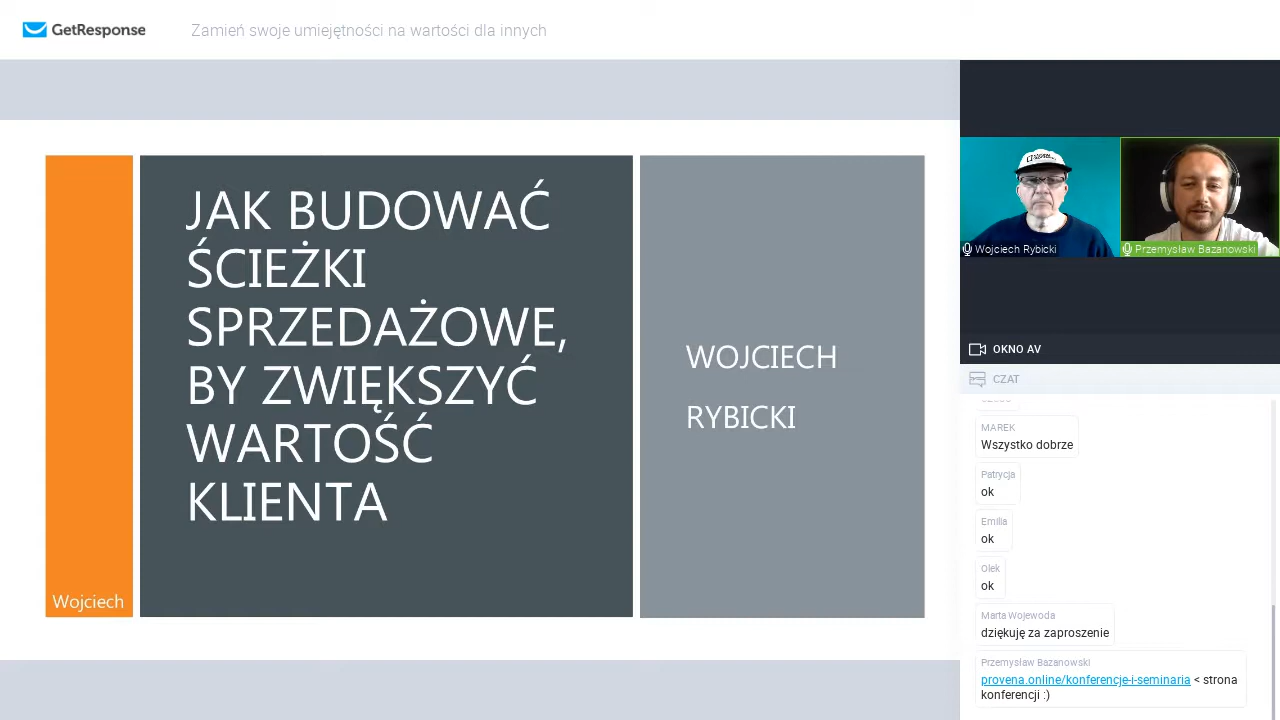 GetResponse
Zamień swoje umiejętności na wartości dla innych
JAK BUDOWAĆ
ŚCIEŻKI
SPRZEDAŻOWE,
BY ZWIĘKSZYĆ
WARTOŚĆ
KLIENTA
WOJCIECH
RYBICKI
Wojciech
Wojciech Rybicki
Przemysław Bazanowski
OKNO AV
CZAT
MAREK
Wszystko dobrze
Patrycja
ok
Emilia
ok
Olek
ok
Marta Wojewoda
dziękuję za zaproszenie
Przemysław Bazanowski
provena.online/konferencje-i-seminaria < strona
konferencji :)